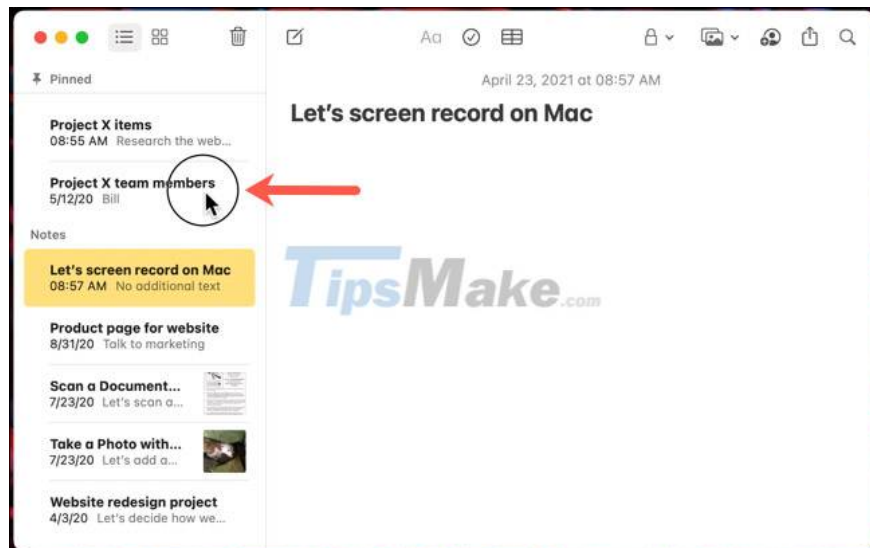 Aa
Pinned
Project X items
08:55 AM Research the web...
Project X team members
5/12/20 Bill
Notes
Let's screen record on Mac
08:57 AM No additional text
Product page for website
8/31/20 Talk to marketing
Scan a Document...
7/23/20 Let's scan a...
Take a Photo with...
7/23/20 Let's add a...
Website redesign project
4/3/20 Let's decide how we...
April 23, 2021 at 08:57 AM
Let's screen record on Mac
TipsMake.com